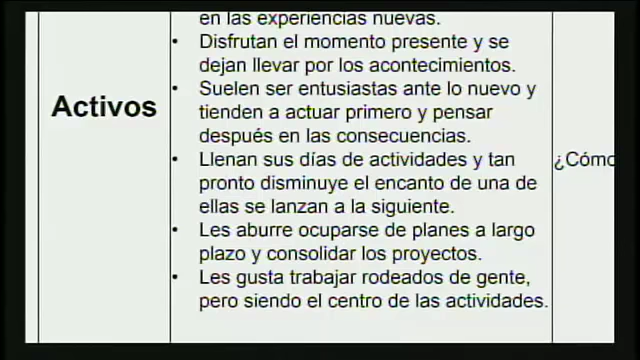 en las experiencias nuevas.
• Disfrutan el momento presente y se
dejan llevar por los acontecimientos.
• Suelen ser entusiastas ante lo nuevo y
tienden a actuar primero y pensar
después en las consecuencias.
• Llenan sus días de actividades y tan
pronto disminuye el encanto de una de
ellas se lanzan a la siguiente.
• Les aburre ocuparse de planes a largo
plazo y consolidar los proyectos.
• Les gusta trabajar rodeados de gente,
pero siendo el centro de las actividades.
Activos
¿Cómo